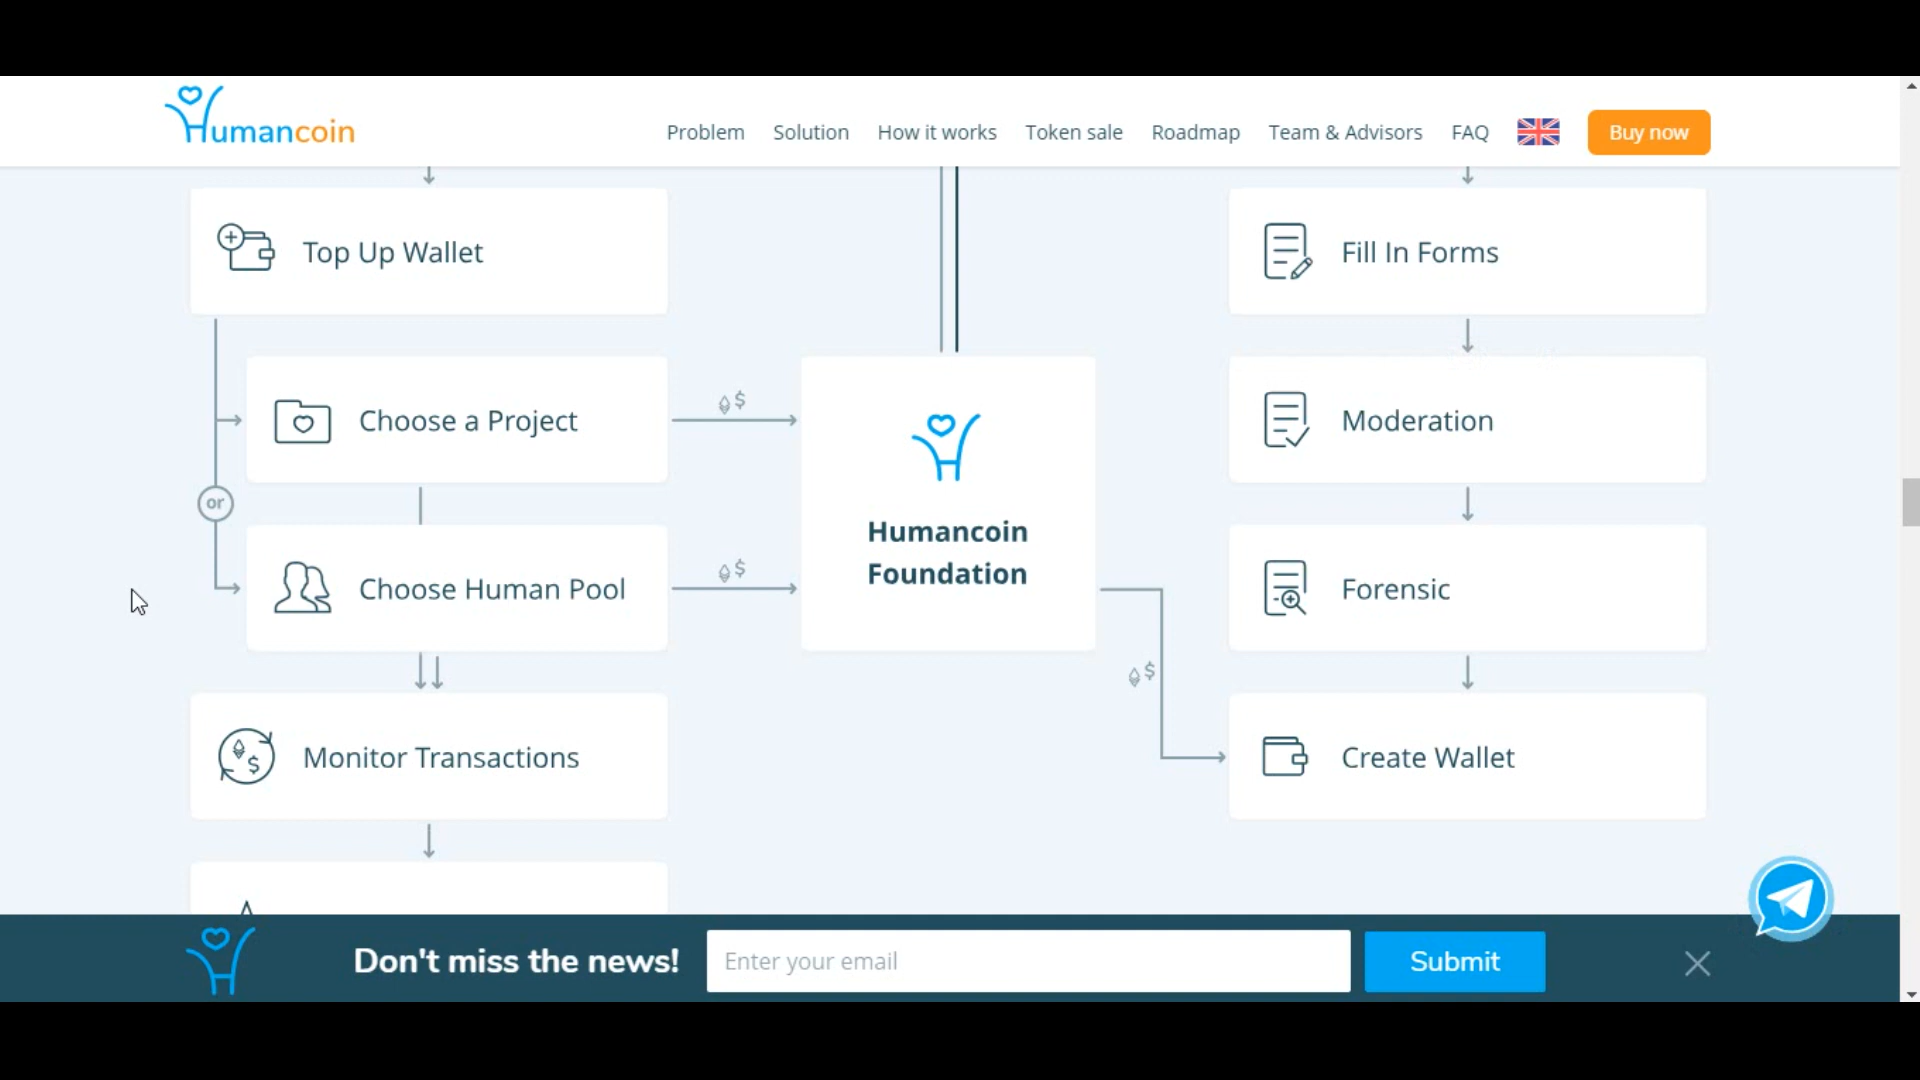 Humancoin
Problem Solution How it works Token sale Roadmap Team & Advisors FAQ Buy now
Top Up Wallet
Fill In Forms
Choose a Project
$
Moderation
or
Humancoin
Foundation
Choose Human Pool
$
Forensic
$
Monitor Transactions
$
Create Wallet
Don't miss the news!
Enter your email
Submit